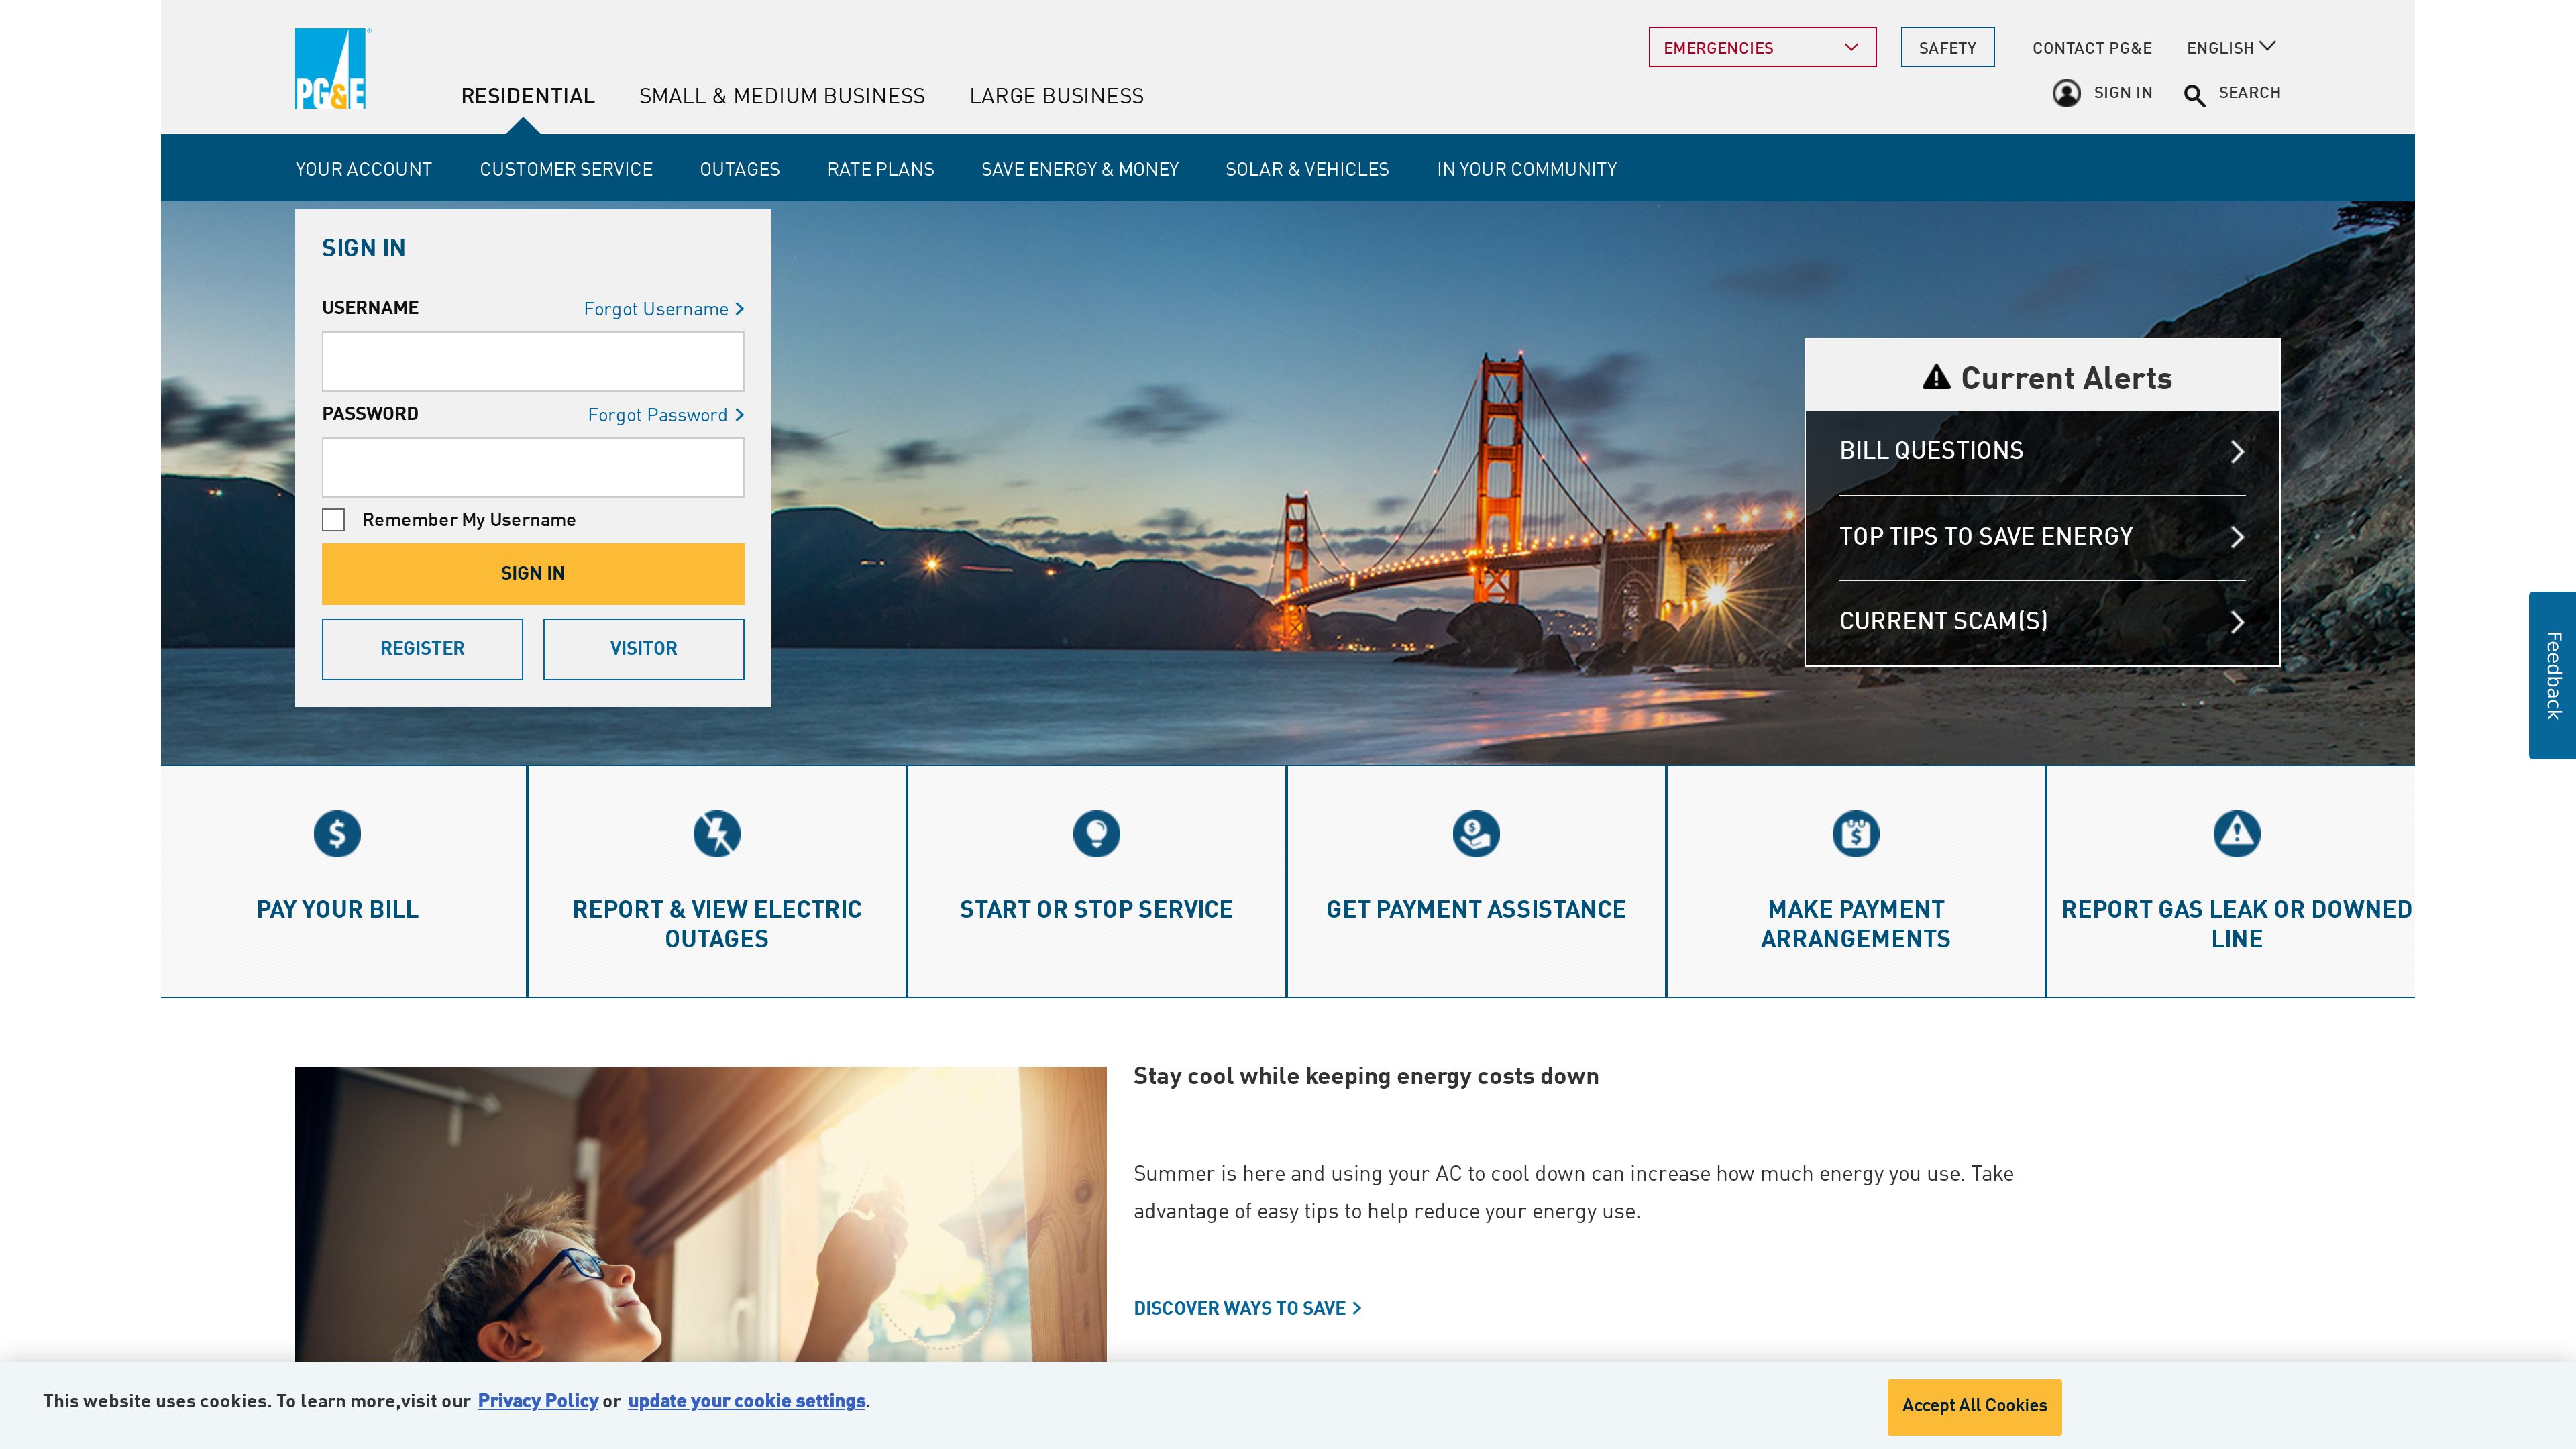 PG&E
EMERGENCIES
SAFETY
CONTACT PG&E
ENGLISH
RESIDENTIAL
SMALL & MEDIUM BUSINESS
LARGE BUSINESS
SIGN IN
SEARCH
YOUR ACCOUNT
CUSTOMER SERVICE
OUTAGES
RATE PLANS
SAVE ENERGY & MONEY
SOLAR & VEHICLES
IN YOUR COMMUNITY
SIGN IN
USERNAME
Forgot Username
PASSWORD
Forgot Password
Remember My Username
SIGN IN
REGISTER
VISITOR
Current Alerts
BILL QUESTIONS
TOP TIPS TO SAVE ENERGY
CURRENT SCAM(S)
Feedback
PAY YOUR BILL
REPORT & VIEW ELECTRIC
OUTAGES
START OR STOP SERVICE
GET PAYMENT ASSISTANCE
MAKE PAYMENT
ARRANGEMENTS
REPORT GAS LEAK OR DOWNED
LINE
Stay cool while keeping energy costs down
Summer is here and using your AC to cool down can increase how much energy you use. Take
advantage of easy tips to help reduce your energy use.
DISCOVER WAYS TO SAVE
This website uses cookies. To learn more,visit our Privacy Policy or update your cookie settings.
Accept All Cookies